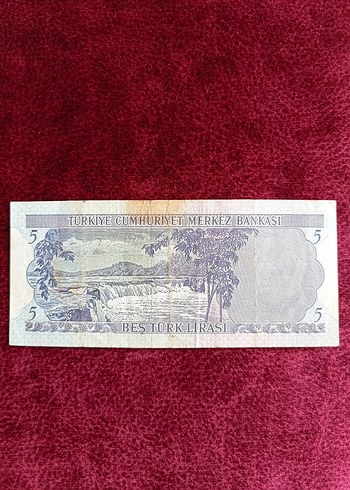 TÜRKİYE CUMHURİYET MERKEZ BANKASI
5 5
5 5
BEŞ TÜRK LİRASI